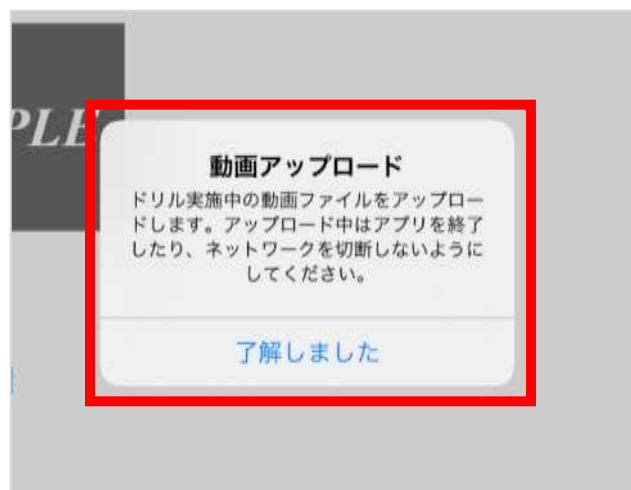 PLE
動画アップロード
ドリル実施中の動画ファイルをアップロー
ドします。アップロード中はアプリを終了
したり、ネットワークを切断しないように
してください。
了解しました